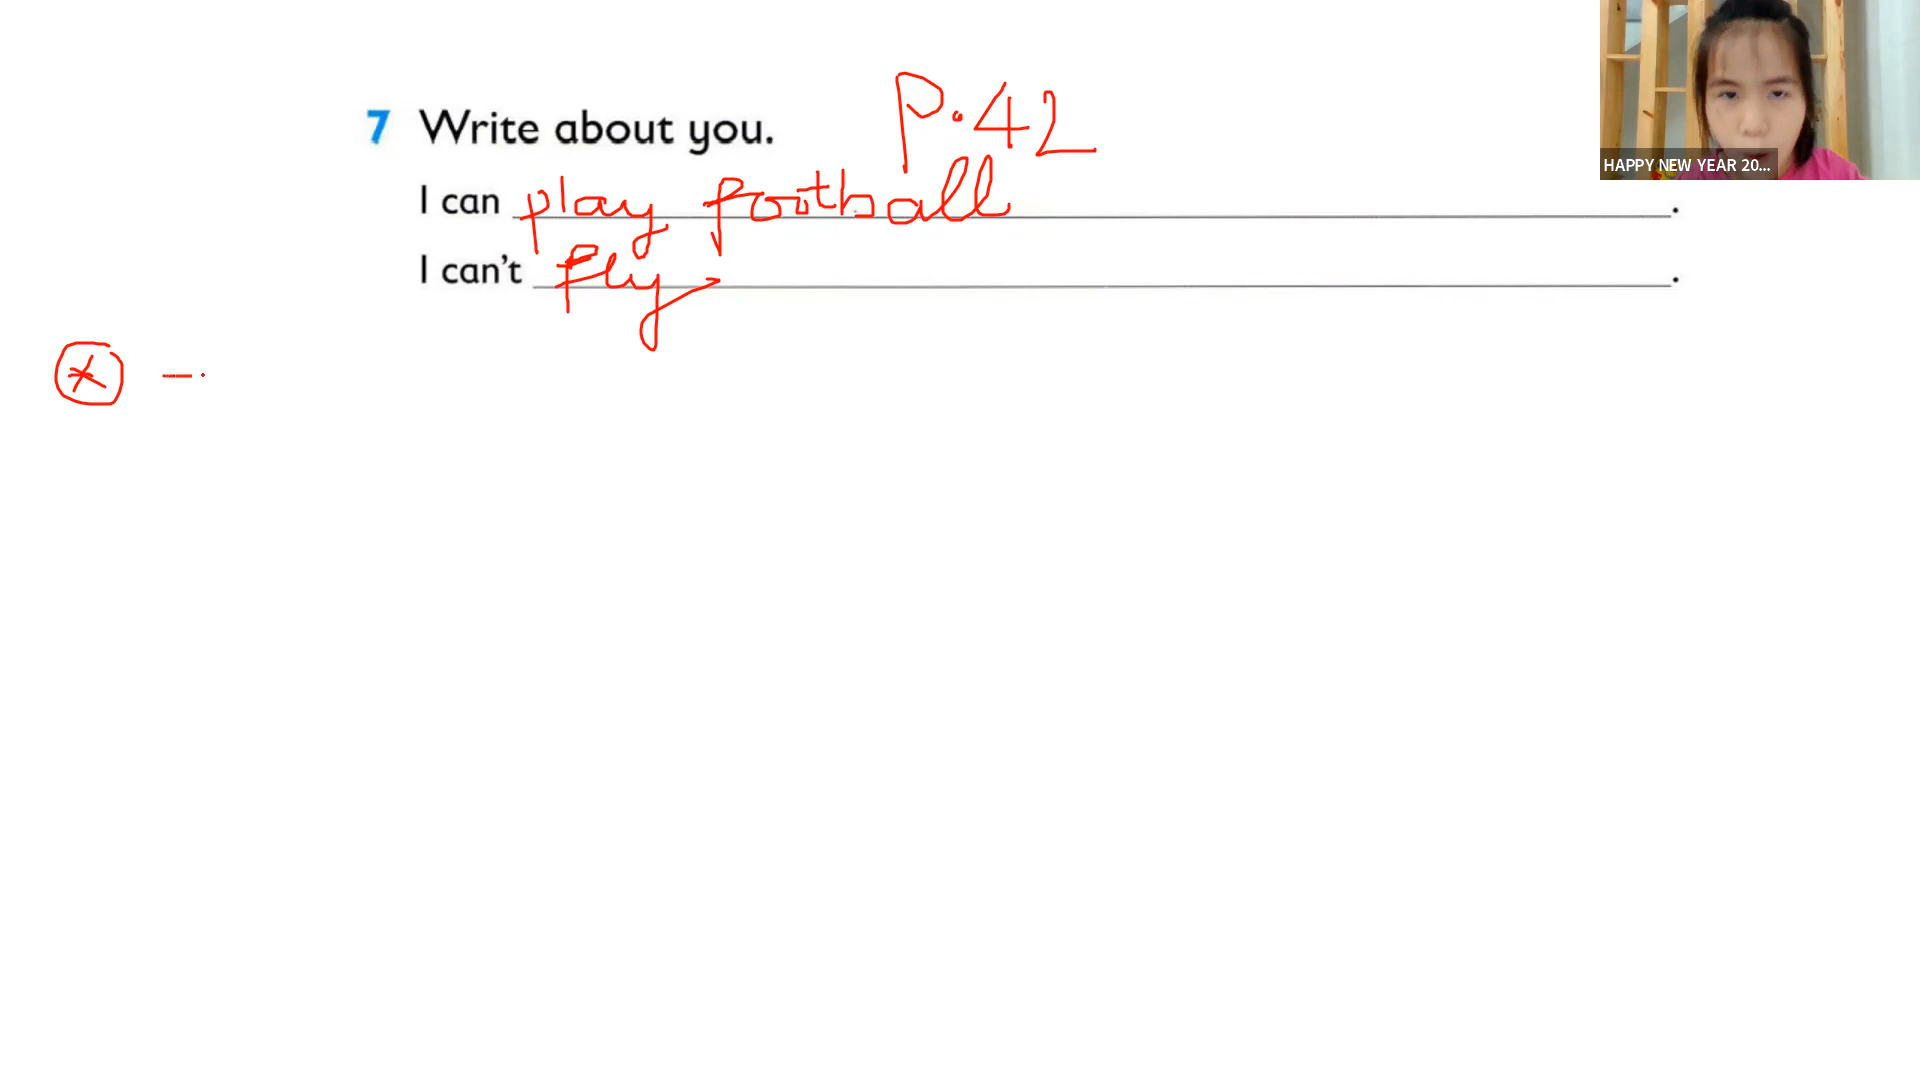 7 Write about you. P.42
I can play football.
I can't fly.
HAPPY NEW YEAR 20...